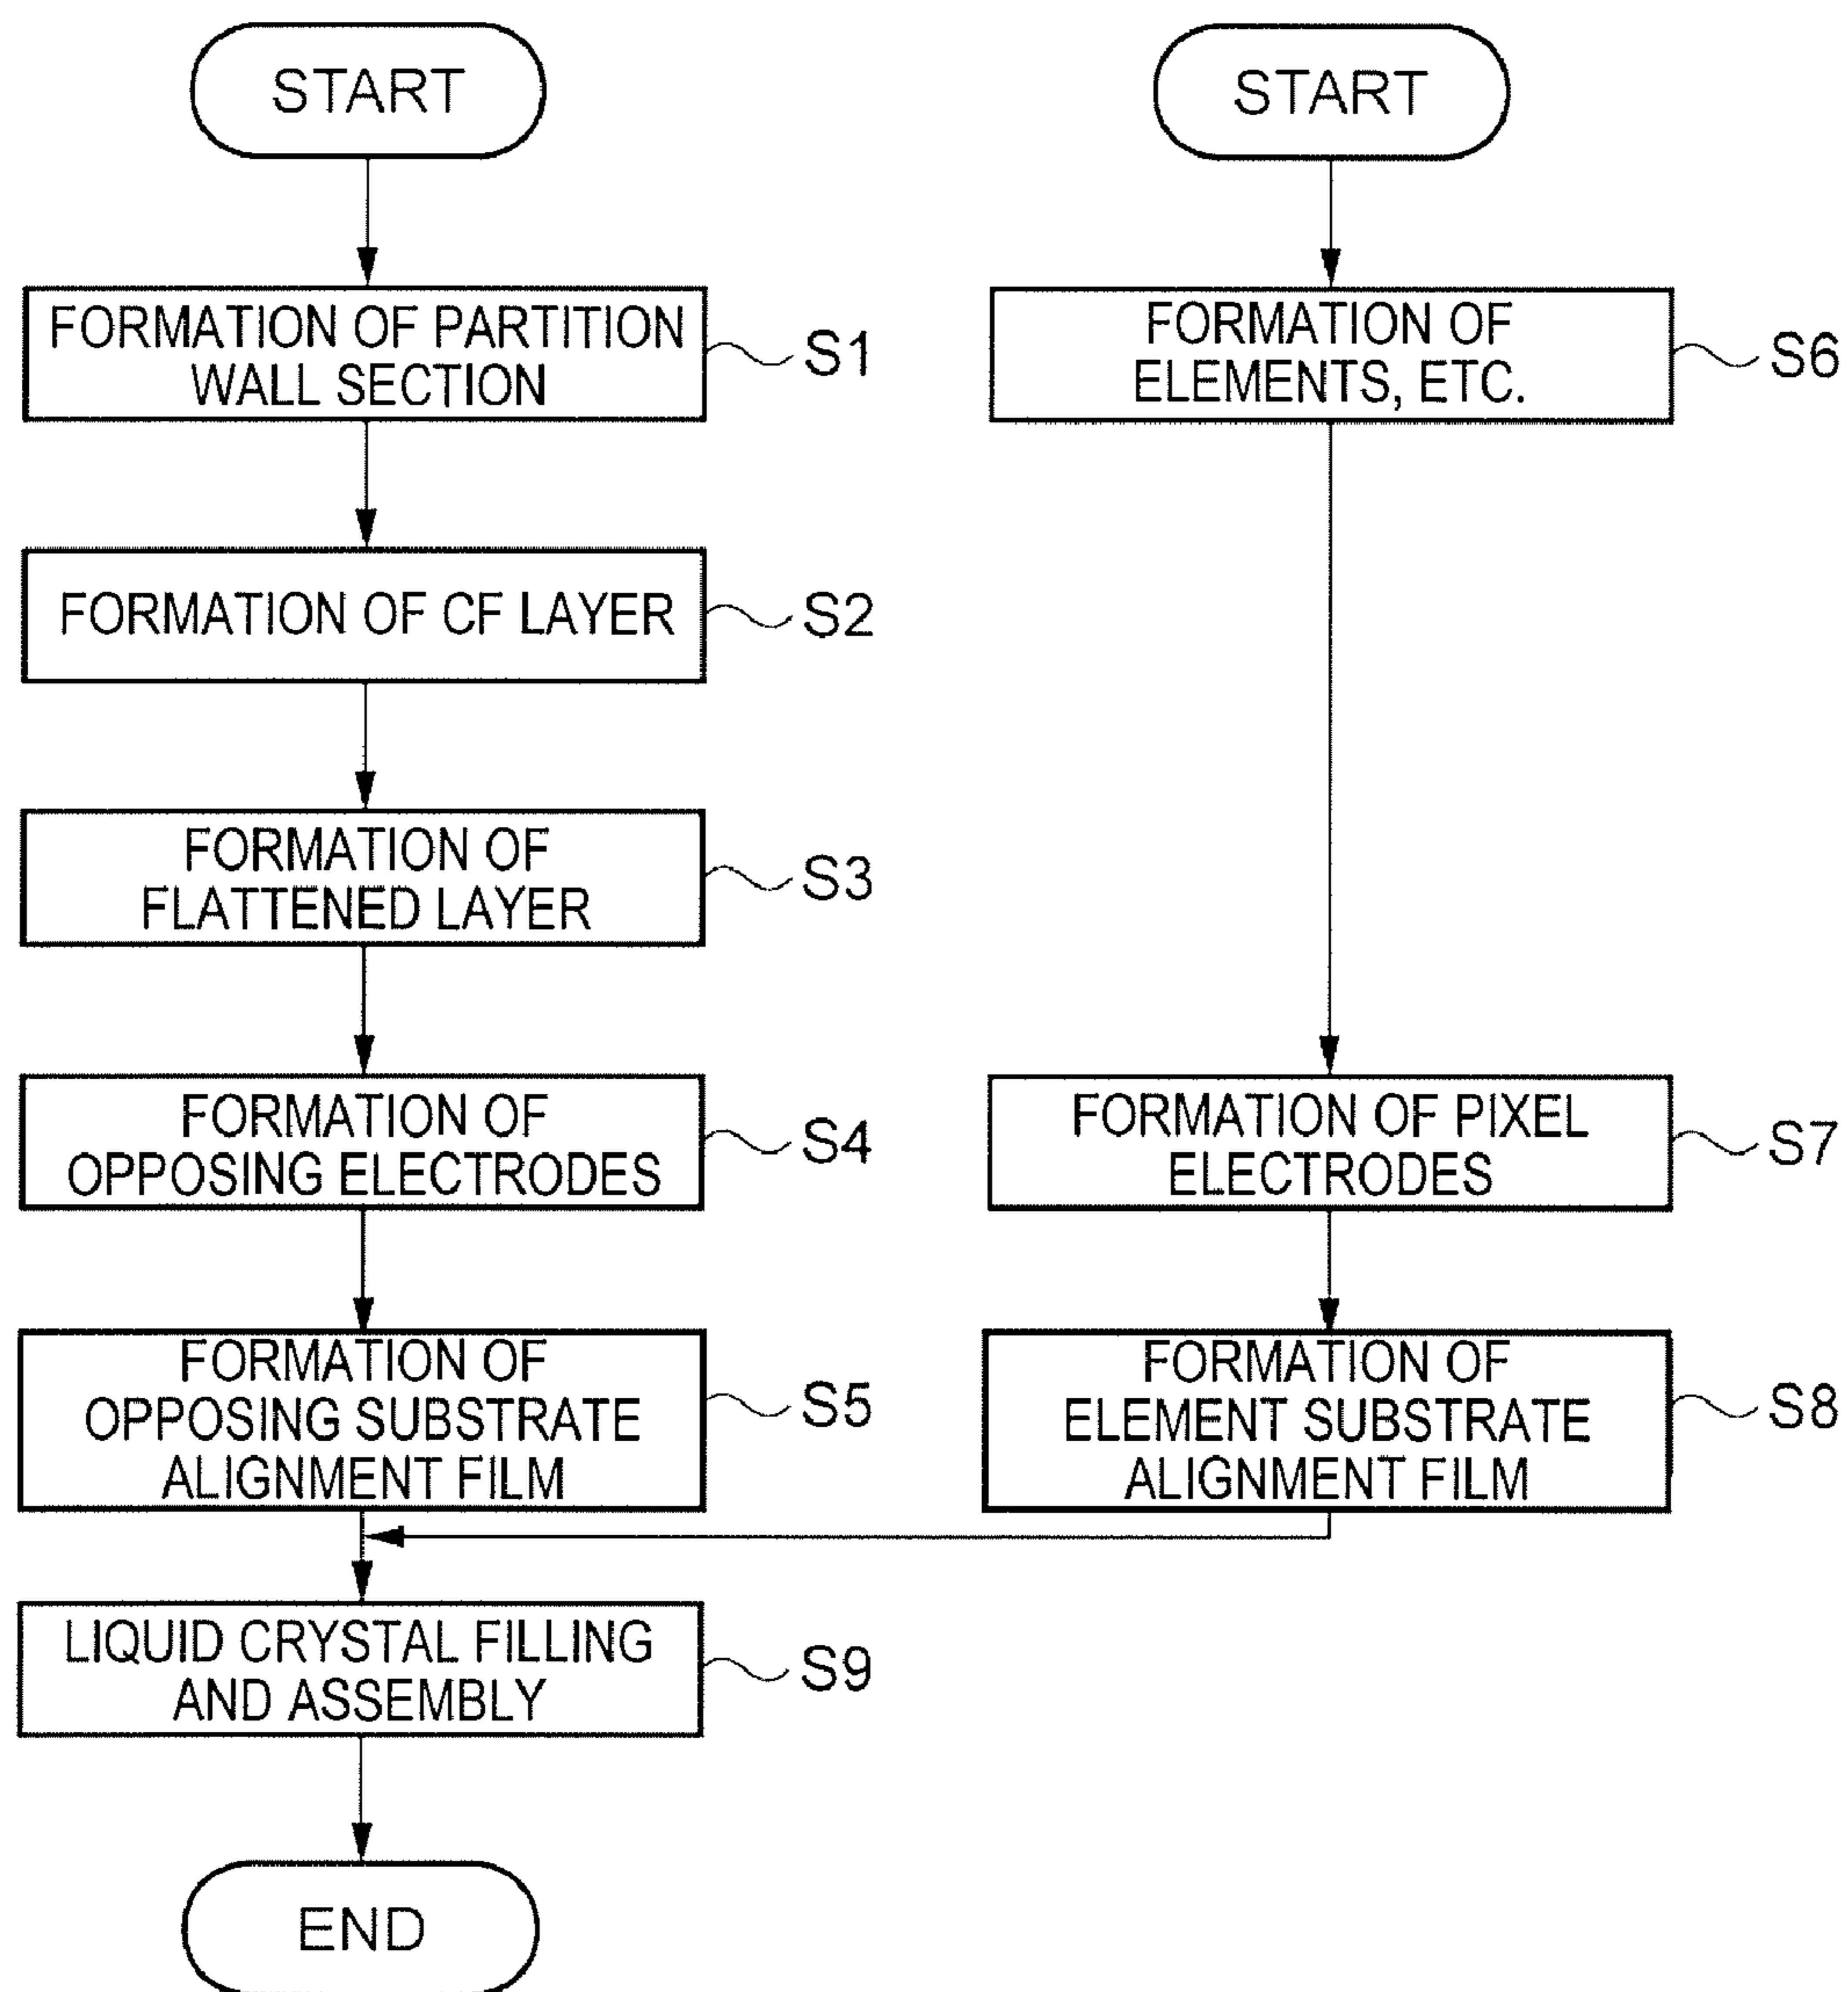 START
FORMATION OF PARTITION
WALL SECTION
S1
FORMATION OF CF LAYER
S2
FORMATION OF
FLATTENED LAYER
S3
FORMATION OF
OPPOSING ELECTRODES
S4
FORMATION OF
OPPOSING SUBSTRATE
ALIGNMENT FILM
S5
START
FORMATION OF
ELEMENTS, ETC.
S6
FORMATION OF PIXEL
ELECTRODES
S7
FORMATION OF
ELEMENT SUBSTRATE
ALIGNMENT FILM
S8
LIQUID CRYSTAL FILLING
AND ASSEMBLY
S9
END